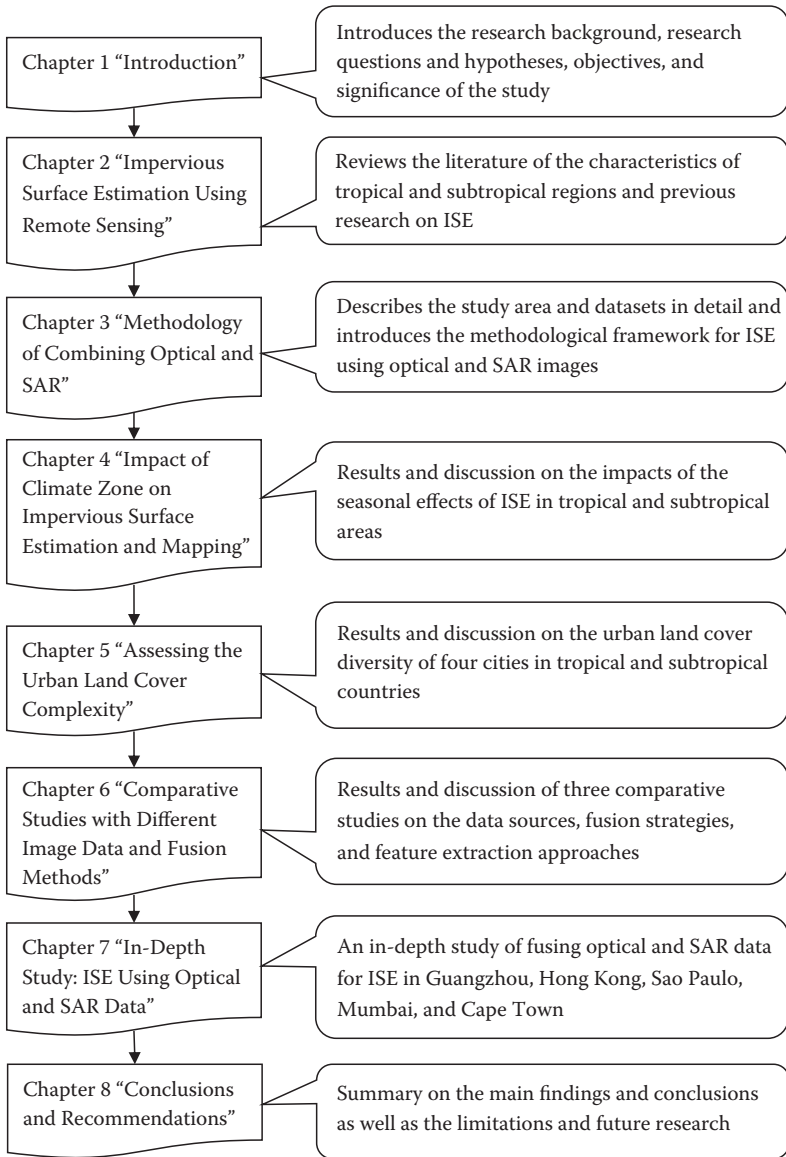 Chapter 1 “Introduction”
Introduces the research background, research
questions and hypotheses, objectives, and
significance of the study
Chapter 2 “Impervious
Surface Estimation Using
Remote Sensing”
Reviews the literature of the characteristics of
tropical and subtropical regions and previous
research on ISE
Chapter 3 “Methodology
of Combining Optical and
SAR”
Describes the study area and datasets in detail and
introduces the methodological framework for ISE
using optical and SAR images
Chapter 4 “Impact of
Climate Zone on
Impervious Surface
Estimation and Mapping”
Results and discussion on the impacts of the
seasonal effects of ISE in tropical and subtropical
areas
Chapter 5 “Assessing the
Urban Land Cover
Complexity”
Results and discussion on the urban land cover
diversity of four cities in tropical and subtropical
countries
Chapter 6 “Comparative
Studies with Different
Image Data and Fusion
Methods”
Results and discussion of three comparative
studies on the data sources, fusion strategies,
and feature extraction approaches
Chapter 7 “In-Depth
Study: ISE Using Optical
and SAR Data”
An in-depth study of fusing optical and SAR data
for ISE in Guangzhou, Hong Kong, Sao Paulo,
Mumbai, and Cape Town
Chapter 8 “Conclusions
and Recommendations”
Summary on the main findings and conclusions
as well as the limitations and future research